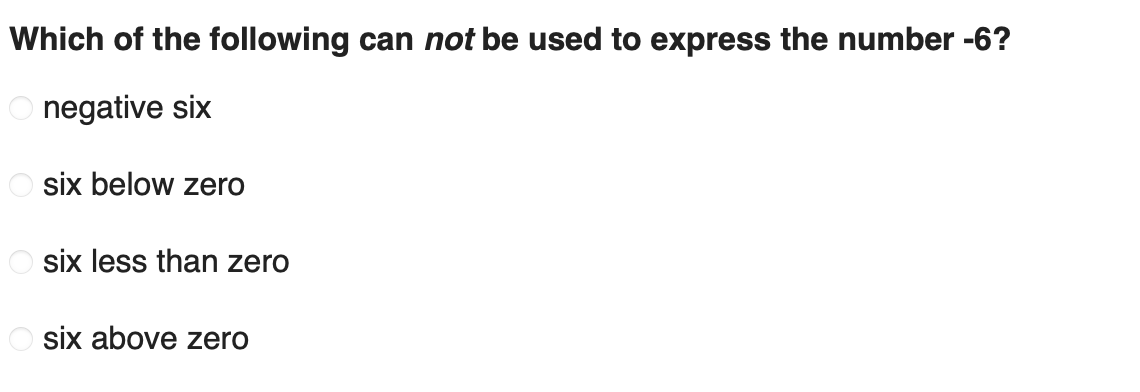 Which of the following can not be used to express the number -6?
negative six
six below zero
six less than zero
six above zero